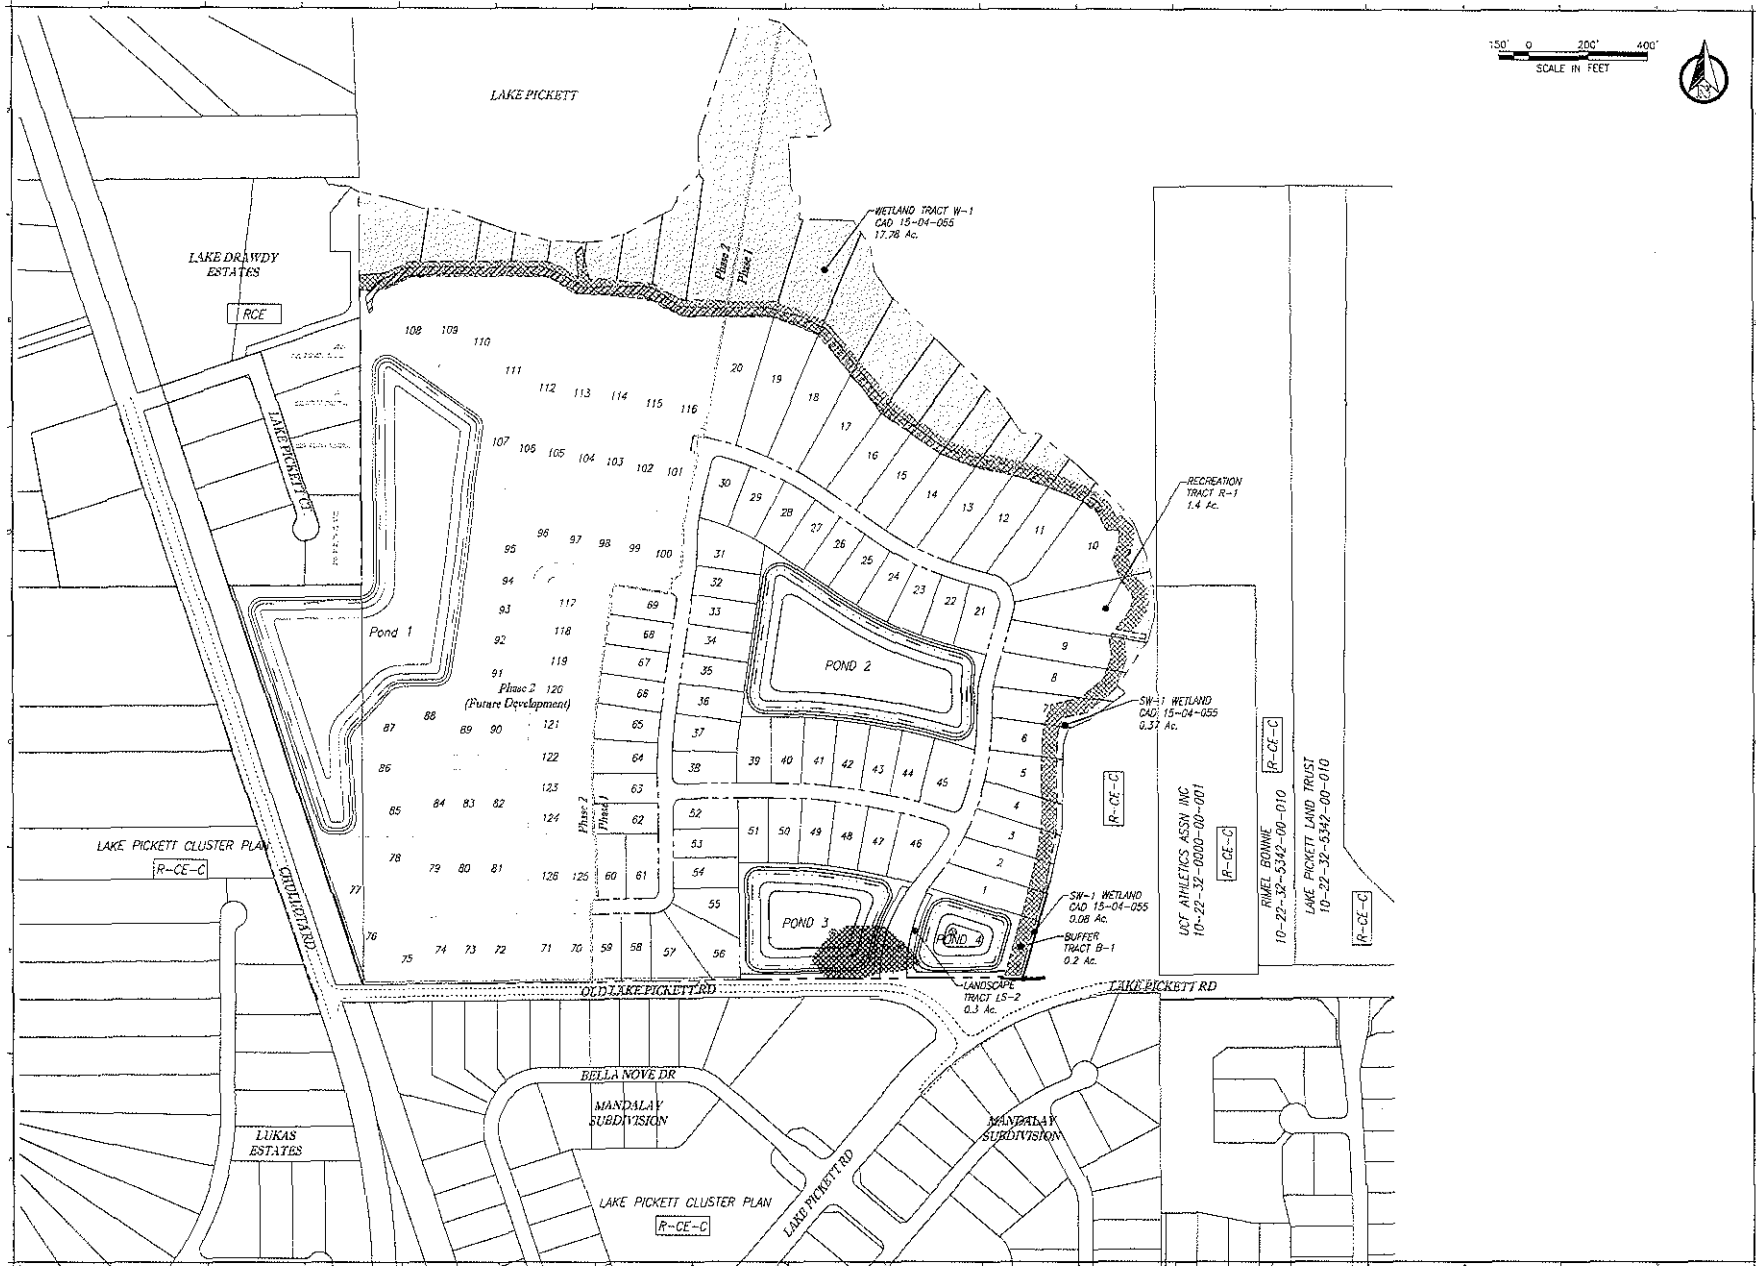 150' 0 200' 400'
SCALE IN FEET
LAKE PICKETT
WETLAND TRACT W-1
CAD 15-04-055
17.76 Ac.
LAKE DRAWDY
ESTATES
RCE
Phase 2
Phase 1
108 109 110
111 112 113 114 115 116
20 19 18 17 16 15 14 13 12 11 10
LAKE PICKETT CT.
107 106 105 104 103 102 101
30 29 28 27 26 25 24 23 22 21
RECREATION
TRACT R-1
1.4 Ac.
96 97 98 99 100
95
94
93
92
91
117
118
119
120
121
122
123
124
Phase 2
(Future Development)
31
32
33
34
35
36
37
38
69
68
67
66
65
64
63
62
Pond 1
POND 2
9
8
7
6
5
4
3
2
1
SW-1 WETLAND
CAD 15-04-055
0.37 Ac.
88
87
86
85
89 90
84 83 82
78
79 80 81
77
76
75 74 73 72 71 70 59 58 57 56
126 125 60 61
Phase 2
Phase 1
39 40 41 42 43 44 45
52
53
54
55
51 50 49 48 47 46
POND 3
POND 4
SW-1 WETLAND
CAD 15-04-055
0.08 Ac.
BUFFER
TRACT B-1
0.2 Ac.
LANDSCAPE
TRACT LS-2
0.3 Ac.
R-CE-C
UCF ATHLETICS ASSN INC
10-22-32-0000-00-001
R-CE-C
RIMEL BONNIE
10-22-32-5342-00-010
R-CE-C
LAKE PICKETT LAND TRUST
10-22-32-5342-00-010
R-CE-C
LAKE PICKETT CLUSTER PLAN
R-CE-C
CHULUOTA RD.
OLD LAKE PICKETT RD
LAKE PICKETT RD
BELLA NOVE DR
MANDALAY
SUBDIVISION
MANDALAY
SUBDIVISION
LUKAS
ESTATES
LAKE PICKETT RD
LAKE PICKETT CLUSTER PLAN
R-CE-C